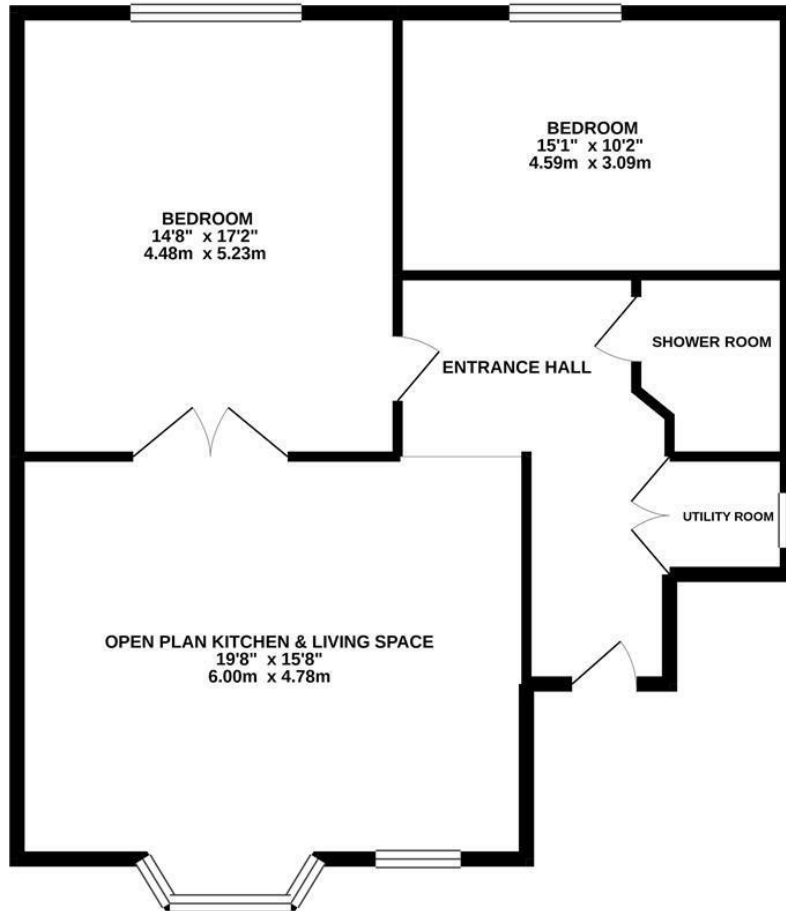 BEDROOM
15'1" x 10'2"
4.59m x 3.09m
BEDROOM
14'8" x 17'2"
4.48m x 5.23m
SHOWER ROOM
ENTRANCE HALL
UTILITY ROOM
OPEN PLAN KITCHEN & LIVING SPACE
19'8" x 15'8"
6.00m x 4.78m